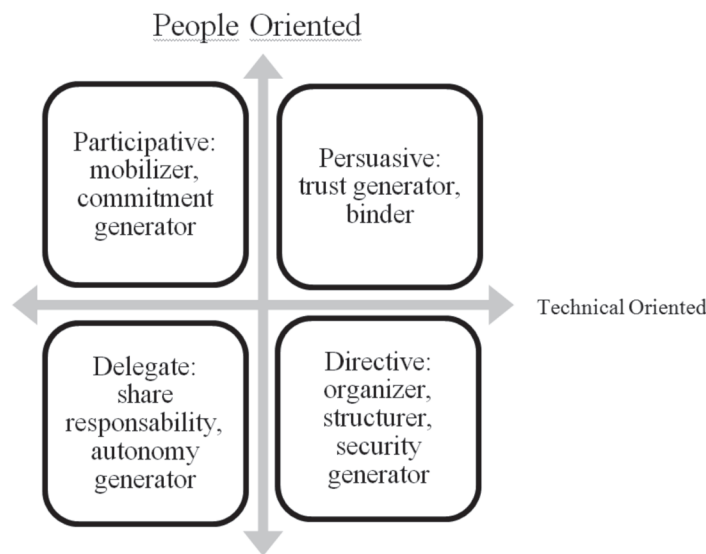 People Oriented
Participative:
mobilizer,
commitment
generator
Persuasive:
trust generator,
binder
Technical Oriented
Delegate:
share
responsability,
autonomy
generator
Directive:
organizer,
structurer,
security
generator